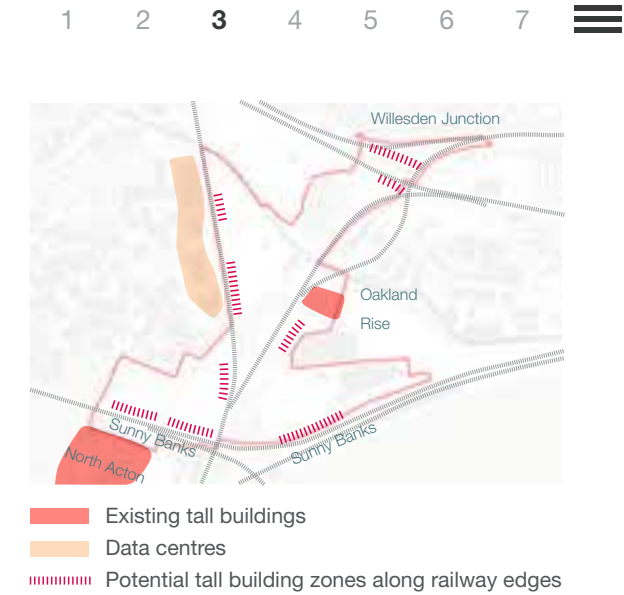 1 2 3 4 5 6 7
Willesden Junction
Oakland
Rise
Sunny Banks
Sunny Banks
North Acton
Existing tall buildings
Data centres
Potential tall building zones along railway edges